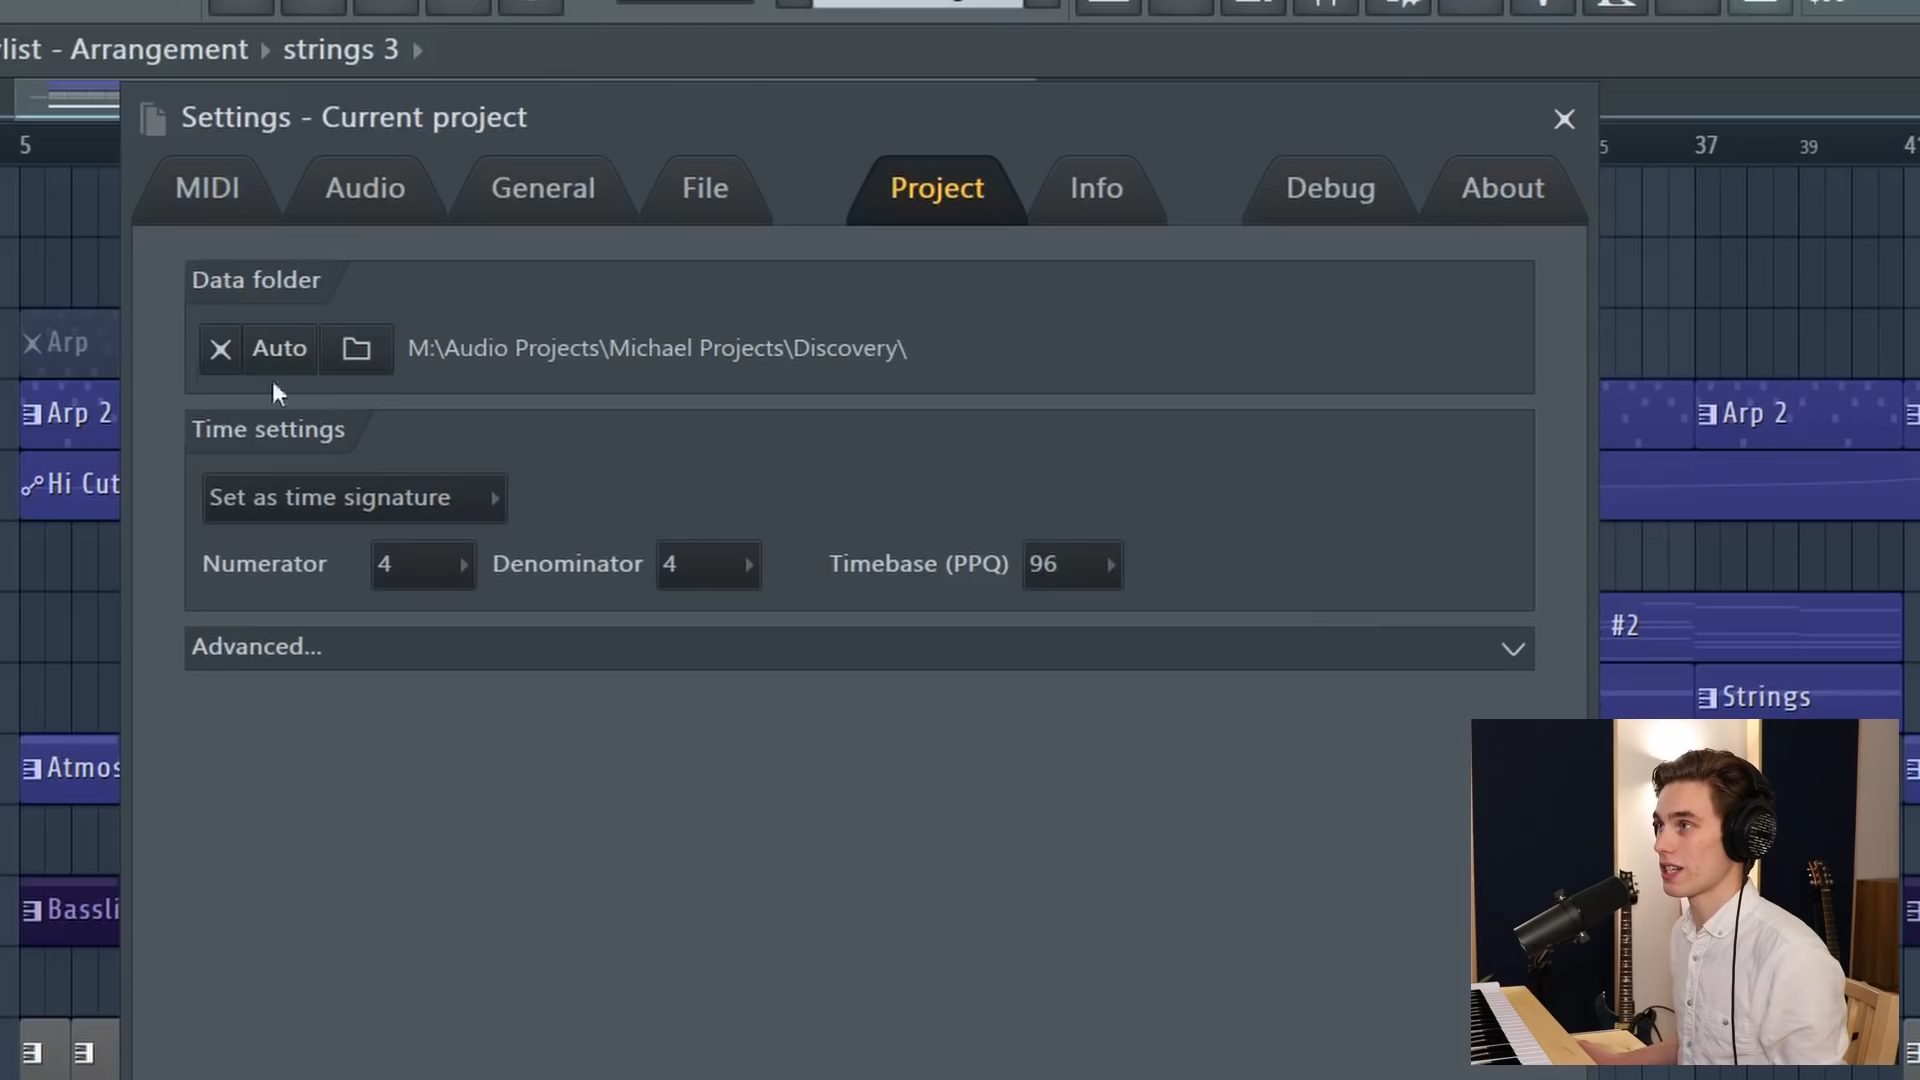 list - Arrangement strings 3
Settings - Current project
5
5 37 39 41
MIDI Audio General File Project Info Debug About
Data folder
Arp
Auto M:\Audio Projects\Michael Projects\Discovery\
Arp 2
Arp 2
Time settings
Hi Cut
Set as time signature
Numerator 4 Denominator 4 Timebase (PPQ) 96
#2
Advanced...
Strings
Atmos
Bassli